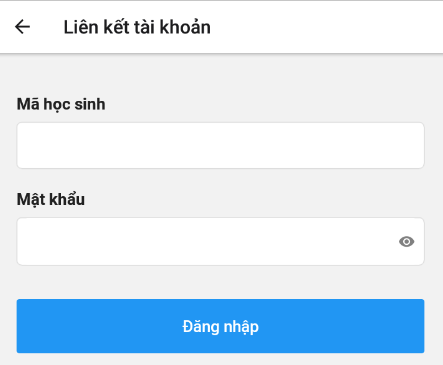 Liên kết tài khoản
Mã học sinh
Mật khẩu
Đăng nhập